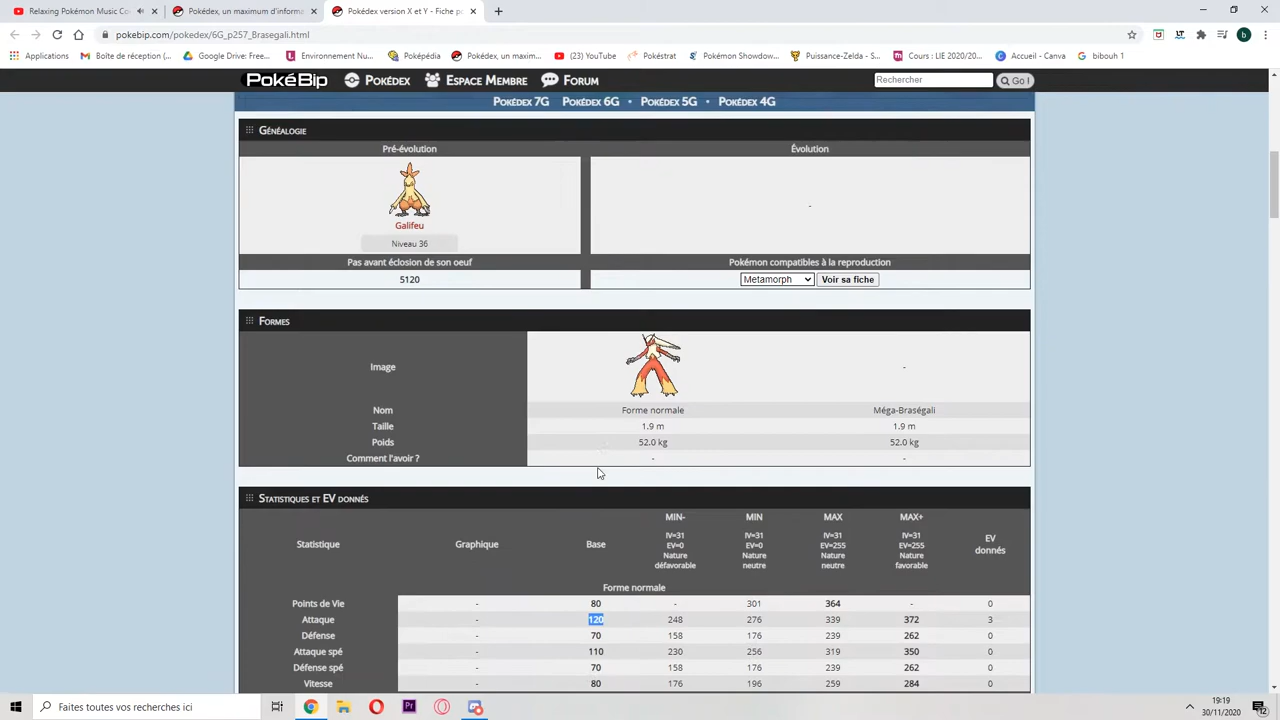 Relaxing Pokémon Music Co
Pokédex, un maximum d'informa
Pokédex version X et Y - Fiche p
pokebip.com/pokedex/6G_p257_Brasegali.html
Applications
Boîte de réception (...
Google Drive: Free...
Environnement Nu...
Poképédia
Pokédex, un maxim...
(23) YouTube
Pokéstrat
Pokémon Showdow...
Puissance-Zelda - S...
Cours : LIE 2020/20...
Accueil - Canva
bibouh 1
PokéBip
Pokédex
Espace Membre
Forum
Rechercher
Go !
Pokédex 7G
Pokédex 6G
Pokédex 5G
Pokédex 4G
Généalogie
Pré-évolution
Évolution
Galifeu
Niveau 36
-
Pas avant éclosion de son oeuf
Pokémon compatibles à la reproduction
5120
Metamorph
Voir sa fiche
Formes
Image
-
Nom Forme normale Méga-Braségali
Taille 1.9 m 1.9 m
Poids 52.0 kg 52.0 kg
Comment l'avoir ? - -
Statistiques et EV donnés
Statistique
Graphique
Base
MIN-
IV=31
EV=0
Nature
défavorable
MIN
IV=31
EV=0
Nature
neutre
MAX
IV=31
EV=255
Nature
neutre
MAX+
IV=31
EV=255
Nature
favorable
EV
donnés
Forme normale
Points de Vie - 80 - 301 364 - 0
Attaque - 120 248 276 339 372 3
Défense - 70 158 176 239 262 0
Attaque spé - 110 230 256 319 350 0
Défense spé - 70 158 176 239 262 0
Vitesse - 80 176 196 259 284 0
Faites toutes vos recherches ici
Pr
19:19
30/11/2020
12